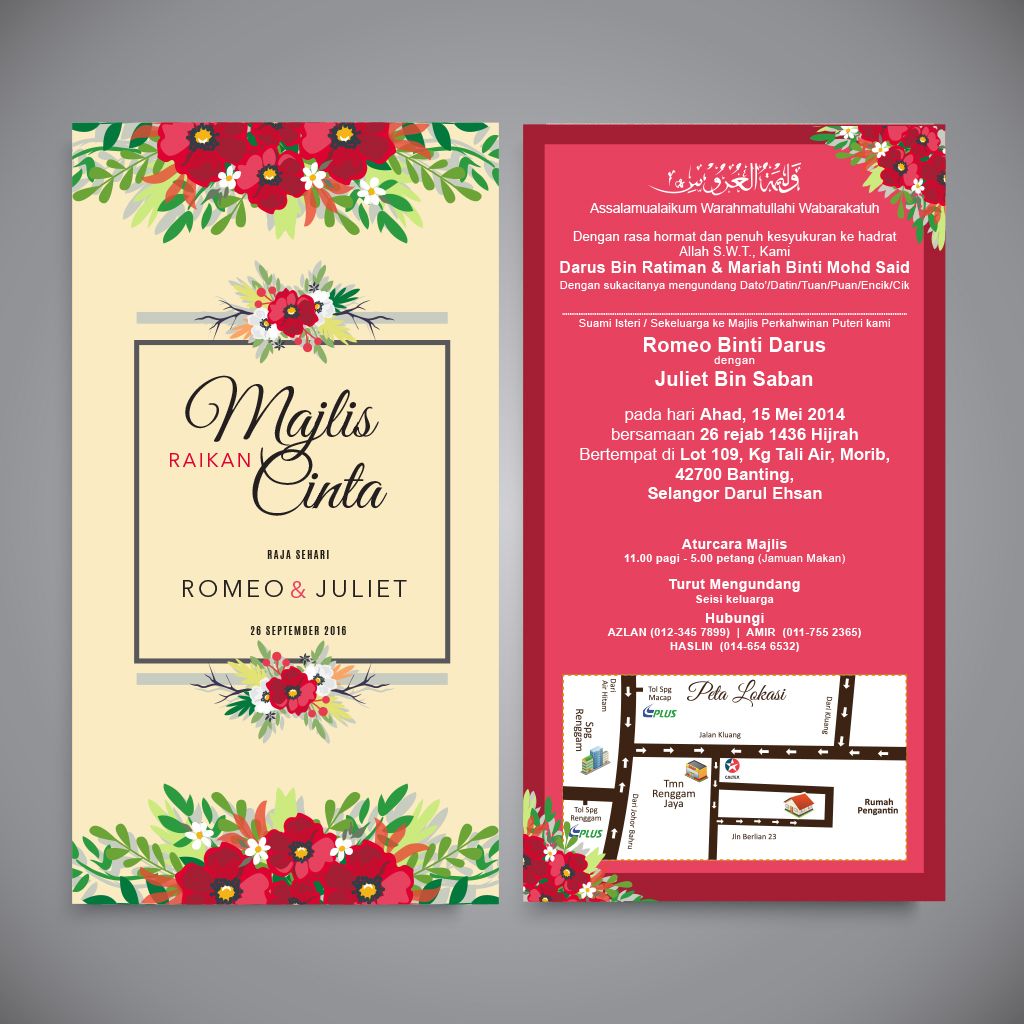 Majlis
RAIKAN
Cinta
RAJA SEHARI
ROMEO & JULIET
26 SEPTEMBER 2016
وليمة العروس
Assalamualaikum Warahmatullahi Wabarakatuh
Dengan rasa hormat dan penuh kesyukuran ke hadrat
Allah S.W.T., Kami
Darus Bin Ratiman & Mariah Binti Mohd Said
Dengan sukacitanya mengundang Dato'/Datin/Tuan/Puan/Encik/Cik
Suami Isteri / Sekeluarga ke Majlis Perkahwinan Puteri kami
Romeo Binti Darus
dengan
Juliet Bin Saban
pada hari Ahad, 15 Mei 2014
bersamaan 26 rejab 1436 Hijrah
Bertempat di Lot 109, Kg Tali Air, Morib,
42700 Banting,
Selangor Darul Ehsan
Aturcara Majlis
11.00 pagi - 5.00 petang (Jamuan Makan)
Turut Mengundang
Seisi keluarga
Hubungi
AZLAN (012-345 7899) | AMIR (011-755 2365)
HASLIN (014-654 6532)
Peta Lokasi
Dari
Air Hitam
Tol Spg
Macap
PLUS
Spg
Renggam
Jalan Kluang
Dari Kluang
Tmn
Renggam
Jaya
CALTEX
Tol Spg
Renggam
PLUS
Dari Johor Bahru
Jln Berlian 23
Rumah
Pengantin